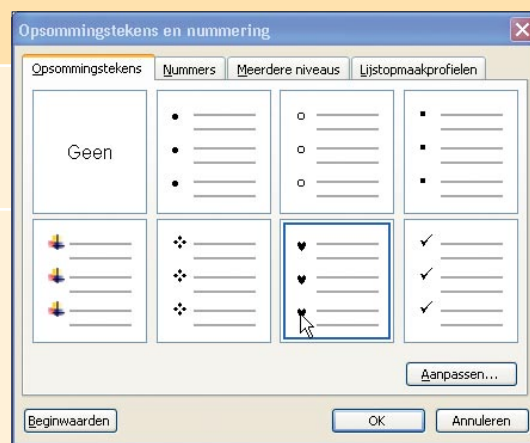 Opsommingstekens en nummering
Opsommingstekens Nummers Meerdere niveaus Lijstopmaakprofielen
Geen
Aanpassen...
Beginwaarden OK Annuleren